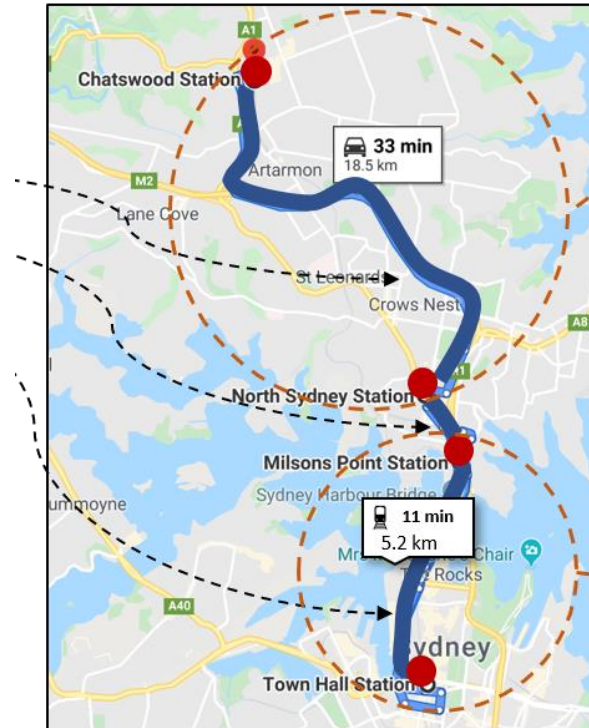 A1
Chatswood Station
33 min
18.5 km
A
Artarmon
M2
Lane Cove
St Leonards
Crows Nest
A8
North Sydney Station
Milsons Point Station
Sydney Harbour Bridge
ummoyne
11 min
5.2 km
Chair
The Rocks
A40
Sydney
Town Hall Station